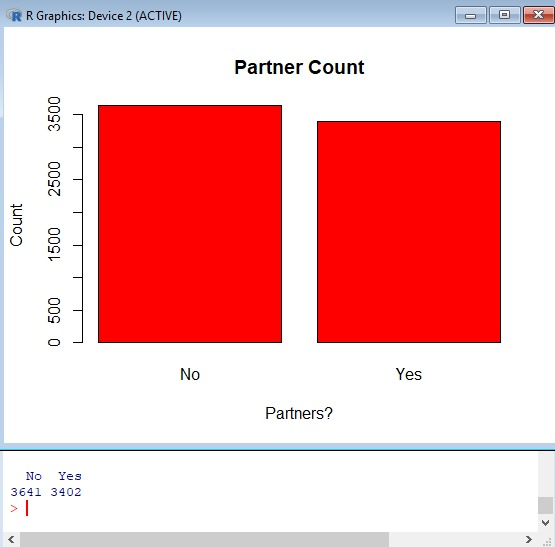 R Graphics: Device 2 (ACTIVE)
Partner Count
3500
2500
1500
500
0
Count
No Yes
Partners?
No Yes
3641 3402
>